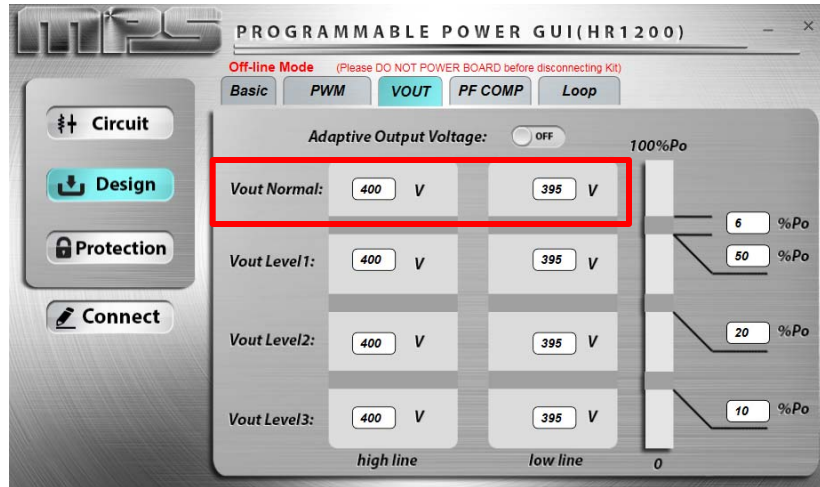 MPS
PROGRAMMABLE POWER GUI(HR1200)
Off-line Mode (Please DO NOT POWER BOARD before disconnecting Kit)
Basic PWM VOUT PF COMP Loop
Circuit
Design
Protection
Connect
Adaptive Output Voltage: OFF
100%Po
Vout Normal: 400 V 395 V
6 %Po
Vout Level1: 400 V 395 V
50 %Po
Vout Level2: 400 V 395 V
20 %Po
Vout Level3: 400 V 395 V
10 %Po
high line low line 0